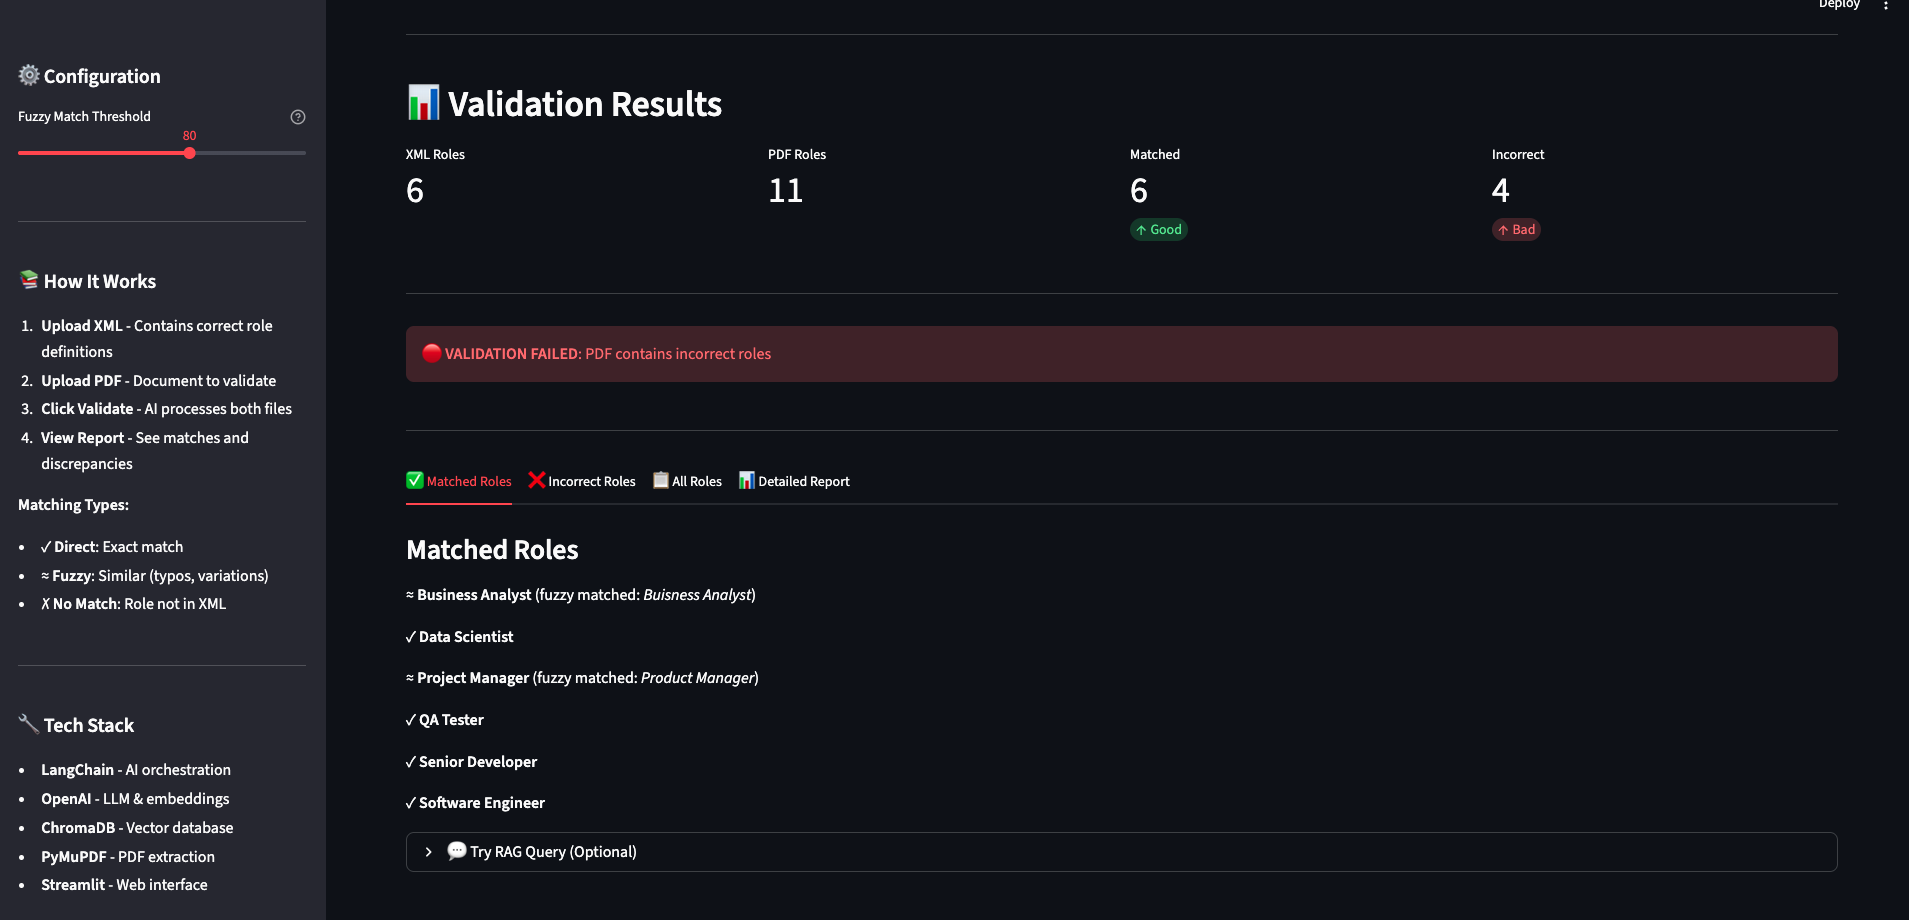 Deploy
Configuration
Fuzzy Match Threshold
80
How It Works
1. Upload XML - Contains correct role
definitions
2. Upload PDF - Document to validate
3. Click Validate - AI processes both files
4. View Report - See matches and
discrepancies
Matching Types:
• ✓ Direct: Exact match
• ≈ Fuzzy: Similar (typos, variations)
• ✗ No Match: Role not in XML
Tech Stack
• LangChain - AI orchestration
• OpenAI - LLM & embeddings
• ChromaDB - Vector database
• PyMuPDF - PDF extraction
• Streamlit - Web interface
Validation Results
XML Roles
6
PDF Roles
11
Matched
6
↑ Good
Incorrect
4
↑ Bad
VALIDATION FAILED: PDF contains incorrect roles
Matched Roles
Incorrect Roles
All Roles
Detailed Report
Matched Roles
≈ Business Analyst (fuzzy matched: Buisness Analyst)
✓ Data Scientist
≈ Project Manager (fuzzy matched: Product Manager)
✓ QA Tester
✓ Senior Developer
✓ Software Engineer
Try RAG Query (Optional)